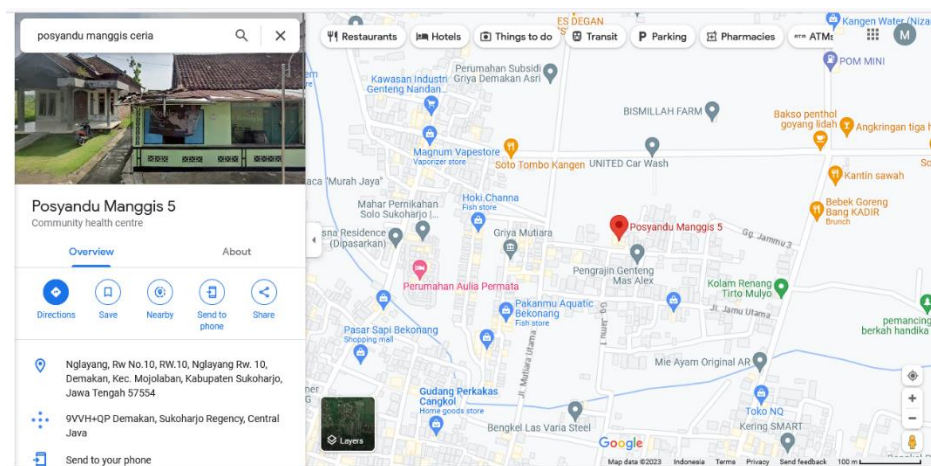 posyandu manggis ceria
Posyandu Manggis 5
Community health centre
Overview
About
Directions
Save
Nearby
Send to
phone
Share
Nglayang, Rw No.10, RW.10, Nglayang Rw. 10,
Demakan, Kec. Mojolaban, Kabupaten Sukoharjo,
Jawa Tengah 57554
9VVH+QP Demakan, Sukoharjo Regency, Central
Java
Send to your phone
Restaurants
Hotels
Things to do
Transit
Parking
Pharmacies
ATMs
M
ES DEGAN
Kangen Water (Niza
Perumahan Subsidi
Griya Demakan Asri
Kawasan Industri
Genteng
Nandan..
POM MINI
BISMILLAH FARM
Bakso penthol
goyang lidah
Angkringan tiga
Magnum Vapestore
Vaporizer store
Soto Tombo Kangen
UNITED Car Wash
Kantin sawah
"Murah Jaya"
Mahar Pernikahan
Solo Sukoharjo |...
Hoki.Channa
Fish store
Bebek Goreng
Bang KADIR
Brunch
Residence
(Dipasarkan)
Griya Mutiara
Posyandu Manggis 5
Gg. Jammu 3
Perumahan Aulia Permata
Pengrajin Genteng
Mas Alex
Kolam Renang
Tirto Mulyo
Pakanmu Aquatic
Bekonang
Fish store
Gg. Jamu 1
Jl. Jamu Utama
pemancing
berkah handika
Pasar Sapi Bekonang
Shopping mall
Jl. Mutiara Utama
Mie Ayam Original AR
Gudang Perkakas
Cangkol
Home goods store
Toko NQ
Kering SMART
Bengkel Las Varia Steel
Layers
Google
Map data ©2023
Indonesia
Terms
Privacy
Send feedback
100 m